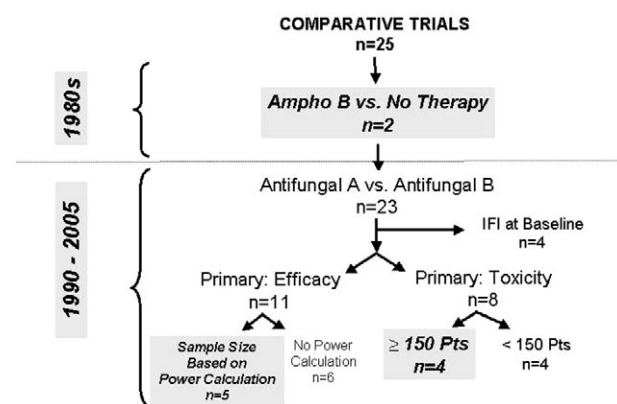 COMPARATIVE TRIALS
n=25
1980s
Ampho B vs. No Therapy
n=2
1990 - 2005
Antifungal A vs. Antifungal B
n=23
IFI at Baseline
n=4
Primary: Efficacy
n=11
Primary: Toxicity
n=8
Sample Size
Based on
Power Calculation
n=5
No Power
Calculation
n=6
≥ 150 Pts
n=4
< 150 Pts
n=4